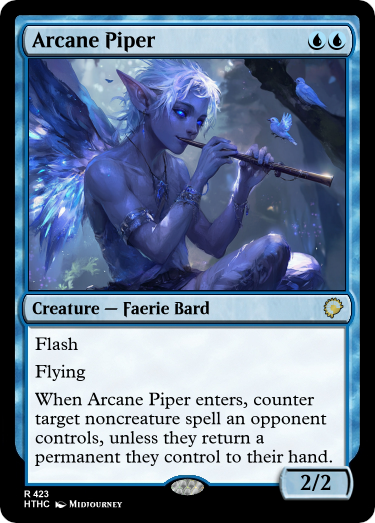 Arcane Piper
Creature — Faerie Bard
Flash
Flying
When Arcane Piper enters, counter
target noncreature spell an opponent
controls, unless they return a
permanent they control to their hand.
2/2
R 423
HTHC Midjourney